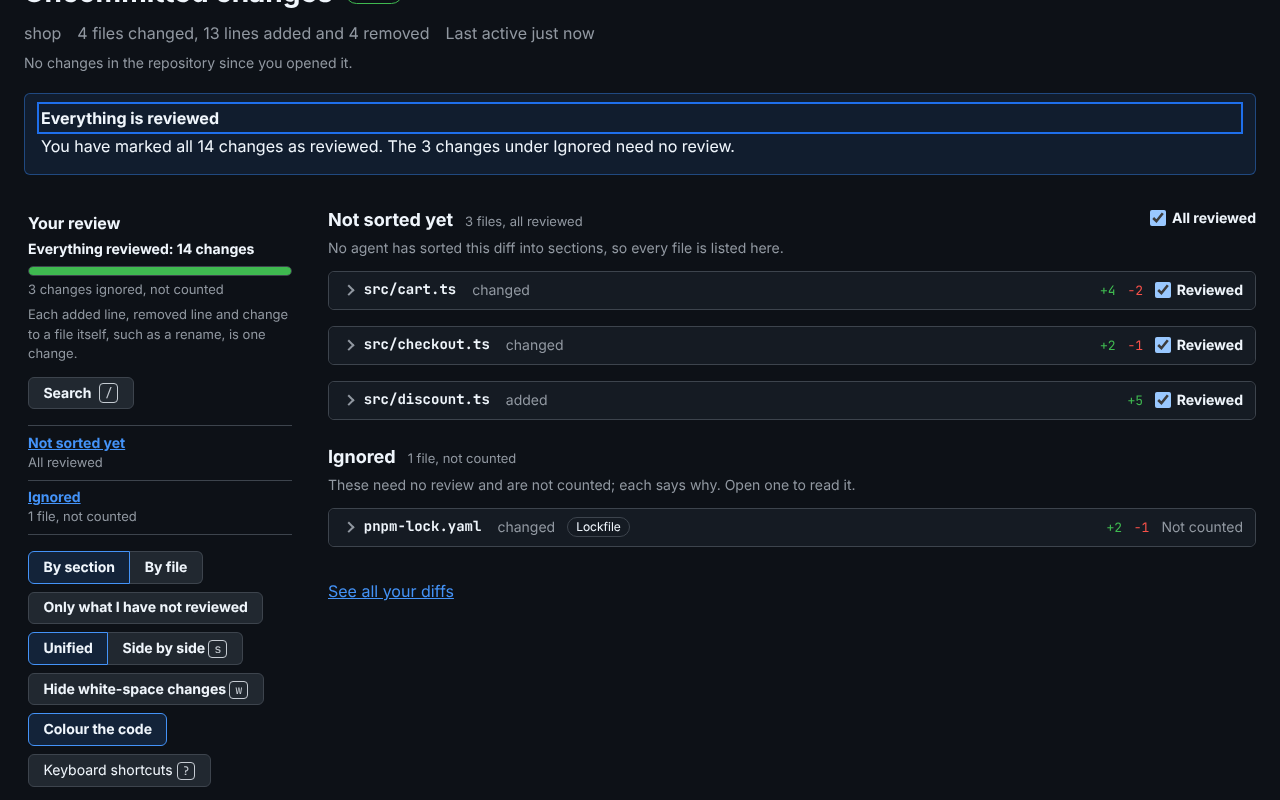 Uncommitted changes
shop 4 files changed, 13 lines added and 4 removed Last active just now
No changes in the repository since you opened it.
Everything is reviewed
You have marked all 14 changes as reviewed. The 3 changes under Ignored need no review.
Your review
Everything reviewed: 14 changes
3 changes ignored, not counted
Each added line, removed line and change
to a file itself, such as a rename, is one
change.
Search /
Not sorted yet
All reviewed
Ignored
1 file, not counted
By section By file
Only what I have not reviewed
Unified Side by side s
Hide white-space changes w
Colour the code
Keyboard shortcuts ?
Not sorted yet 3 files, all reviewed All reviewed
No agent has sorted this diff into sections, so every file is listed here.
src/cart.ts changed +4 -2 Reviewed
src/checkout.ts changed +2 -1 Reviewed
src/discount.ts added +5 Reviewed
Ignored 1 file, not counted
These need no review and are not counted; each says why. Open one to read it.
pnpm-lock.yaml changed Lockfile +2 -1 Not counted
See all your diffs